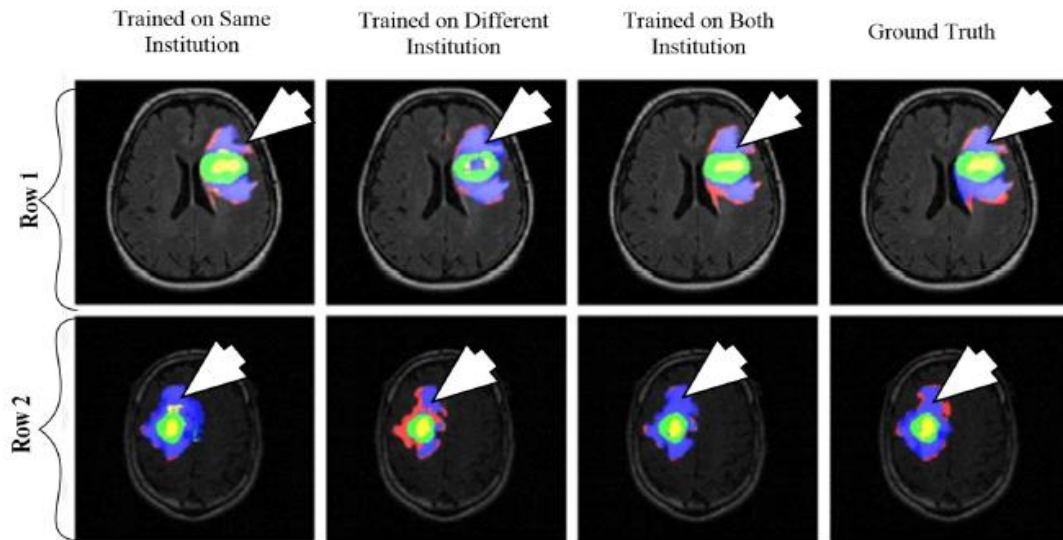 Trained on Same
Institution
Trained on Different
Institution
Trained on Both
Institution
Ground Truth
Row 1
Row 2